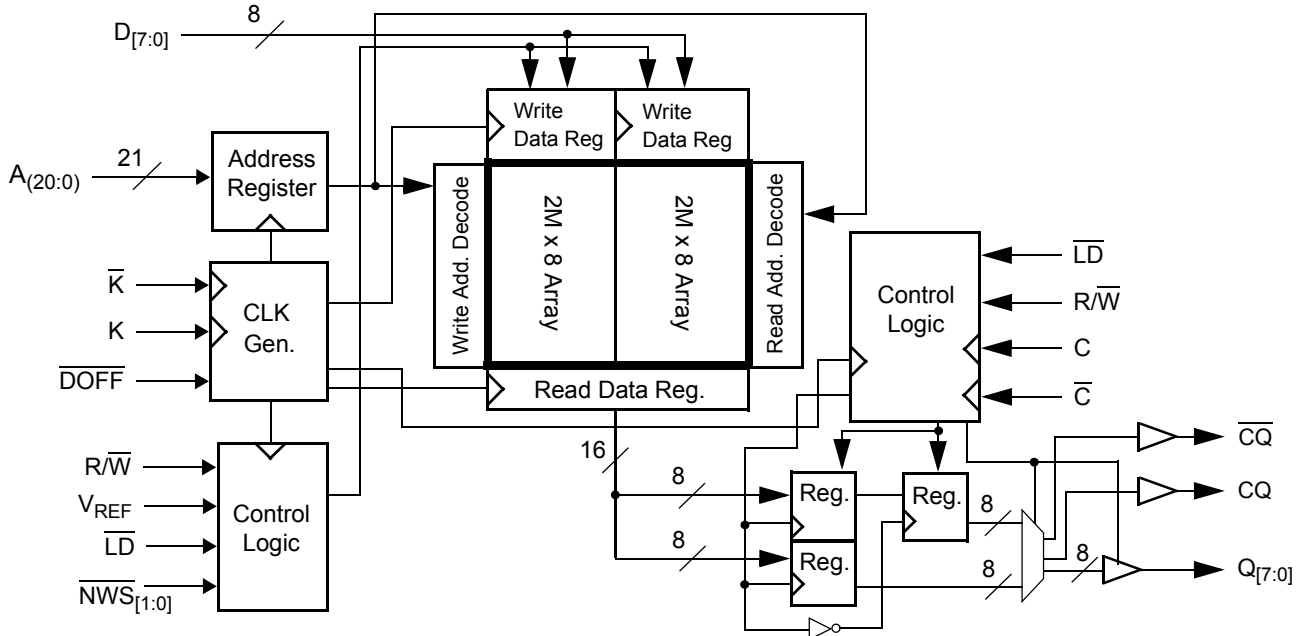 8
D[7:0]
Write Data Reg
Write Data Reg
A(20:0)
21
Address Register
Write Add. Decode
2M x 8 Array
2M x 8 Array
Read Add. Decode
K̅
K
D̅O̅F̅F̅
CLK Gen.
Read Data Reg.
Control Logic
L̅D̅
R/W̅
C
C̅
R/W̅
VREF
L̅D̅
N̅W̅S̅[1:0]
Control Logic
16
8
8
Reg.
Reg.
Reg.
8
8
8
C̅Q̅
CQ
Q[7:0]